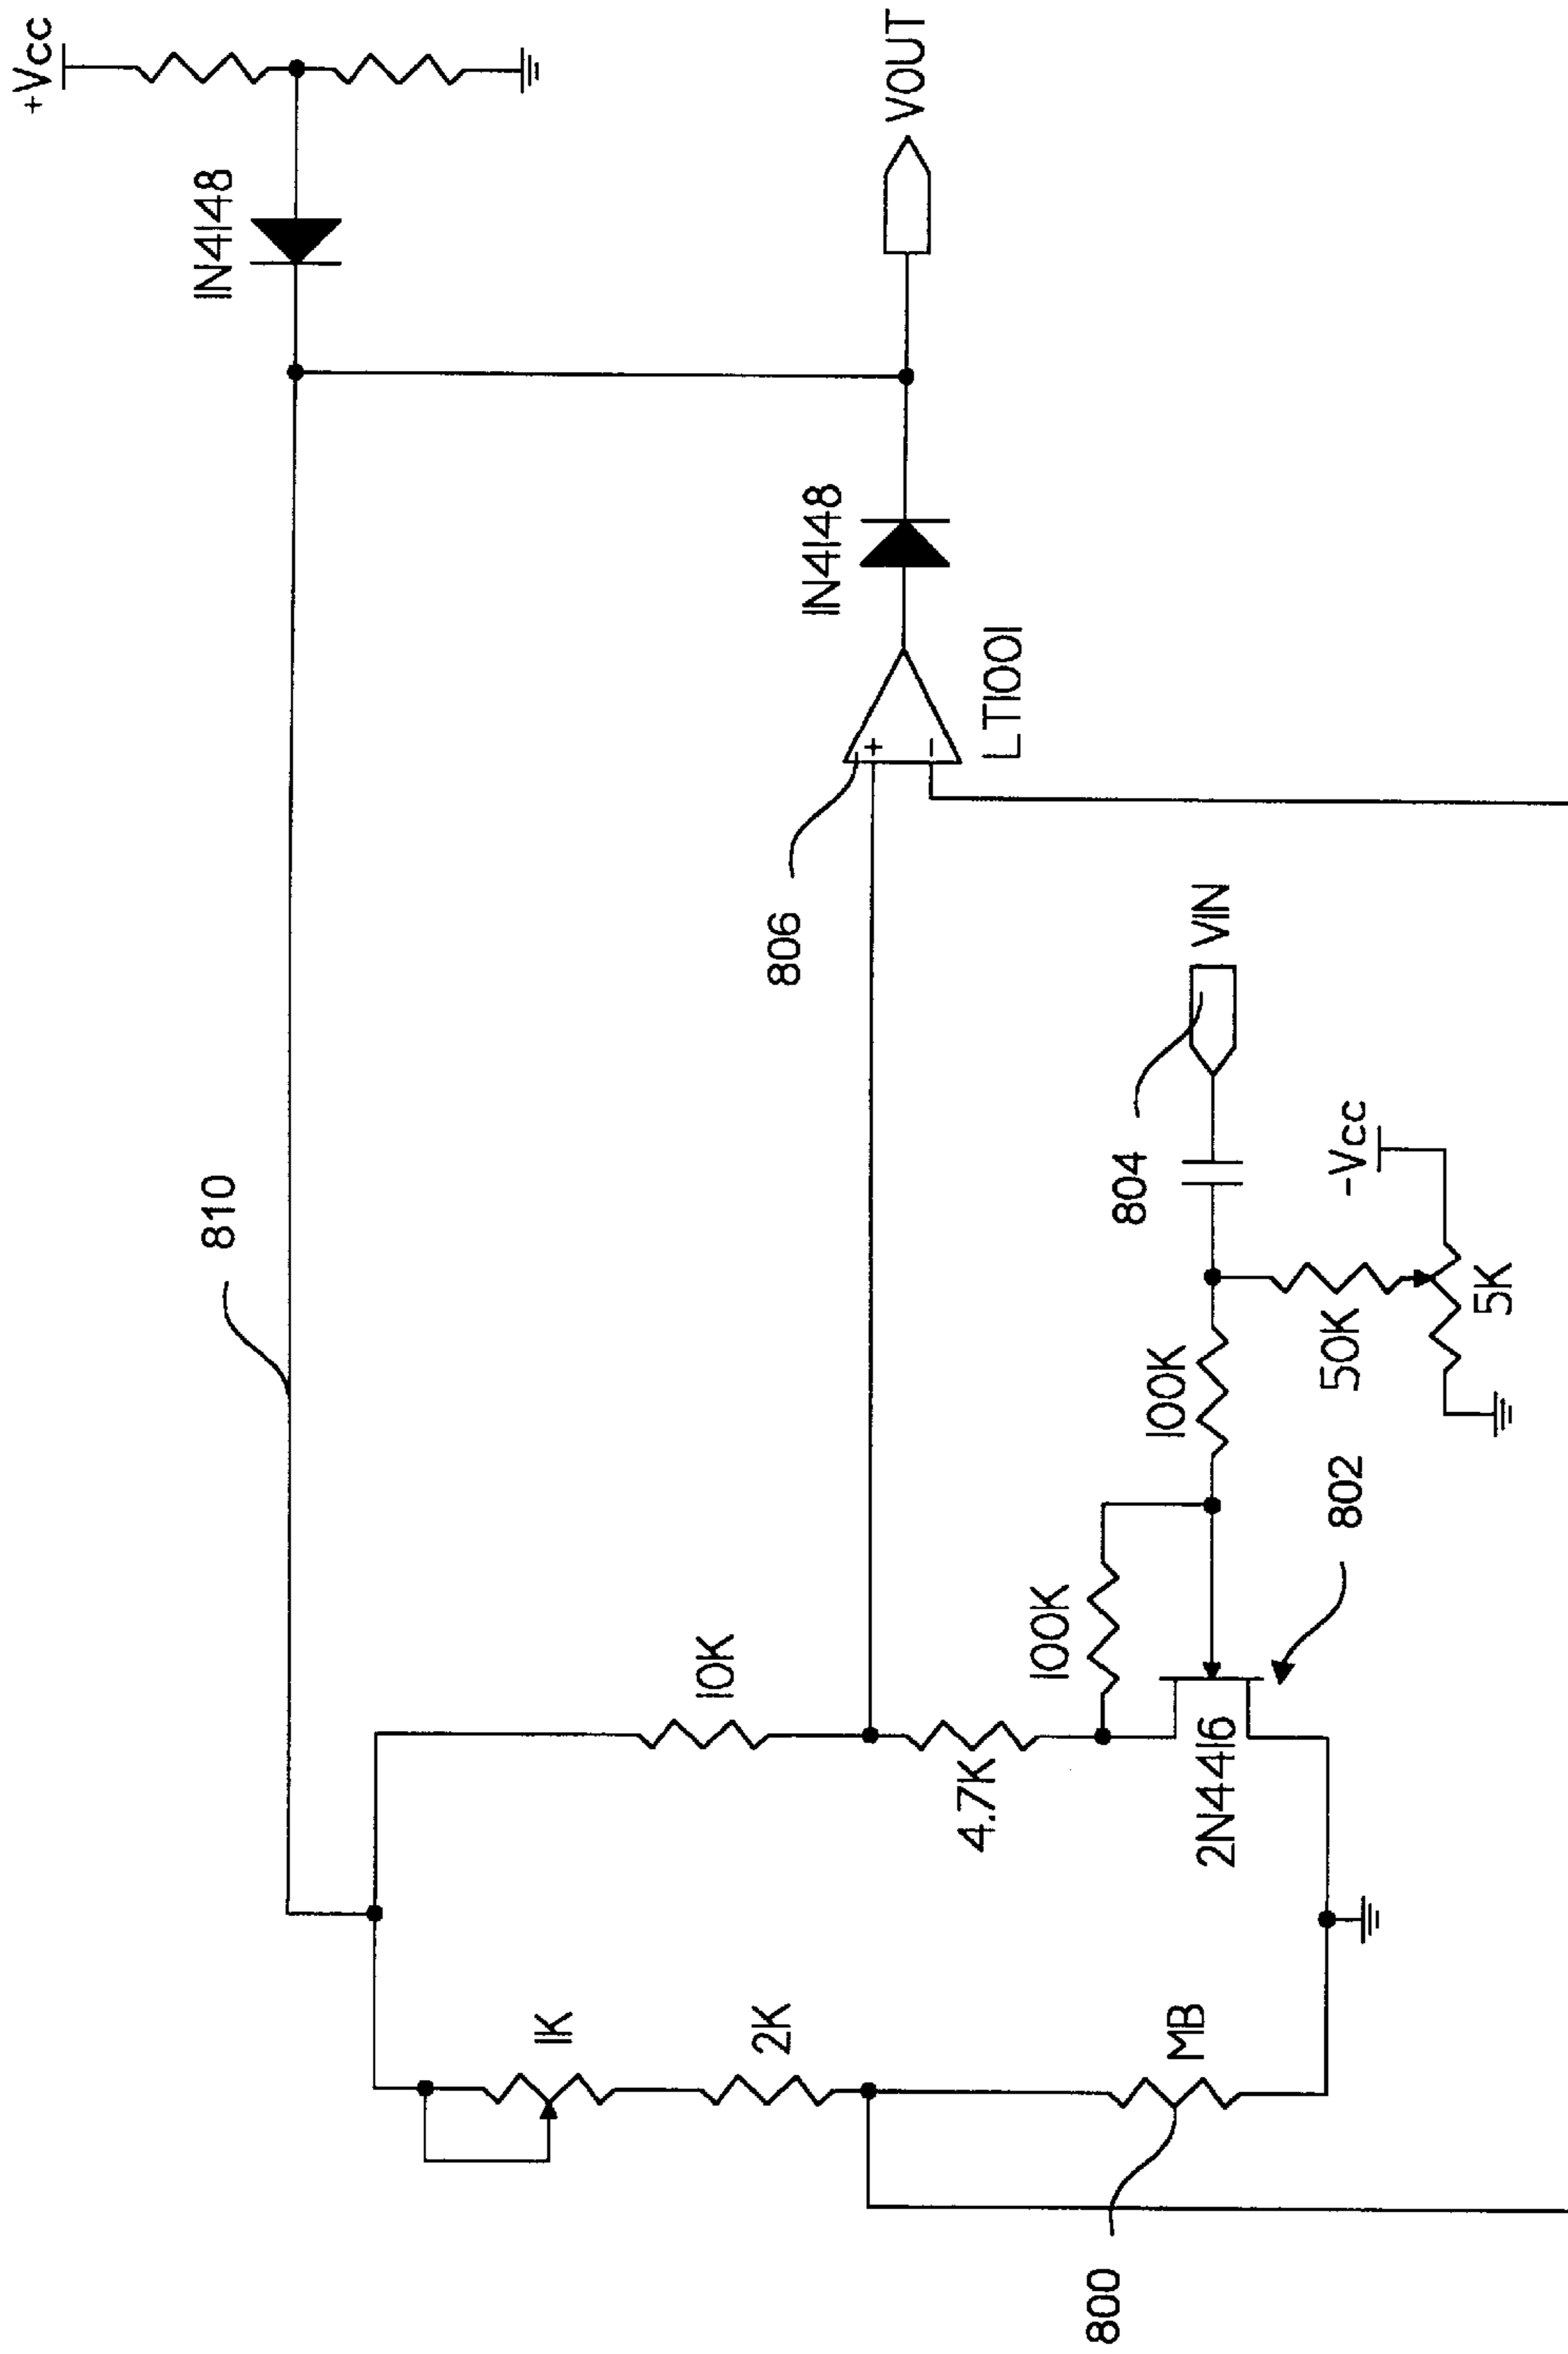 +Vcc
IN4148
VOUT
IN4148
LT1001
806
VIN
804
-Vcc
810
100K
50K
5K
802
10K
100K
4.7K
2N4416
1K
2K
MB
800